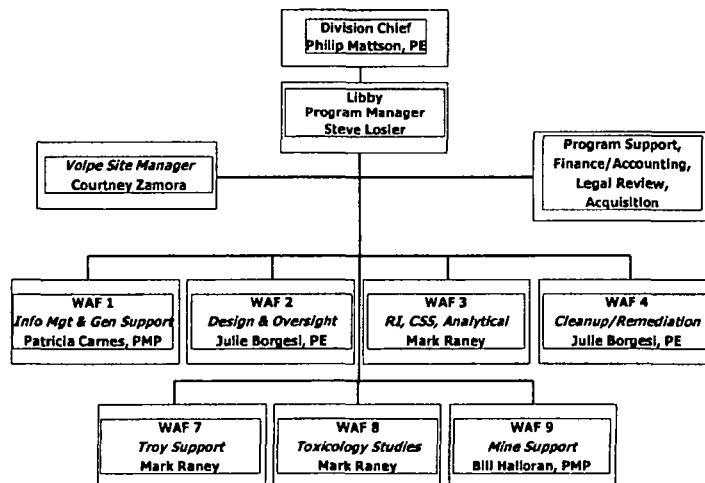 Division Chief
Philip Mattson, PE
Libby
Program Manager
Steve Losier
Volpe Site Manager
Courtney Zamora
Program Support,
Finance/Accounting,
Legal Review,
Acquisition
WAF 1
Info Mgt & Gen Support
Patricia Carnes, PMP
WAF 2
Design & Oversight
Julie Borgesi, PE
WAF 3
RI, CSS, Analytical
Mark Raney
WAF 4
Cleanup/Remediation
Julie Borgesi, PE
WAF 7
Troy Support
Mark Raney
WAF 8
Toxicology Studies
Mark Raney
WAF 9
Mine Support
Bill Halloran, PMP